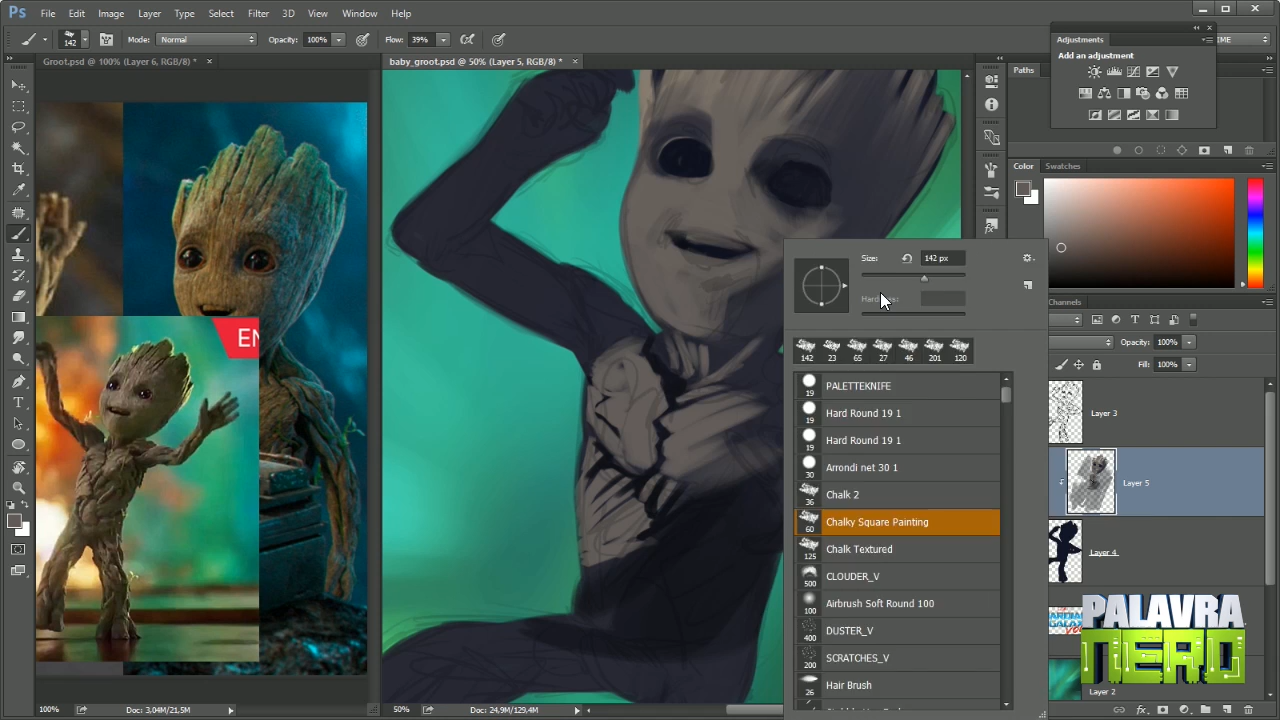 Ps File Edit Image Layer Type Select Filter 3D View Window Help
142 Mode: Normal Opacity: 100% Flow: 39%
Groot.psd @ 100% (Layer 6, RGB/8) * ×
baby_groot.psd @ 50% (Layer 5, RGB/8) * ×
Adjustments
Add an adjustment
Paths
Color Swatches
Size: 142 px
Hardness:
142 23 65 27 46 201 120
19 PALETTEKNIFE
19 Hard Round 19 1
19 Hard Round 19 1
30 Arrondi net 30 1
36 Chalk 2
60 Chalky Square Painting
125 Chalk Textured
500 CLOUDER_V
100 Airbrush Soft Round 100
400 DUSTER_V
200 SCRATCHES_V
26 Hair Brush
Channels
Opacity: 100%
Fill: 100%
Layer 3
Layer 5
Layer 4
Layer 2
PALAVRA
NERD
EN
100% Doc: 3,04M/21,5M
50% Doc: 24,9M/129,4M